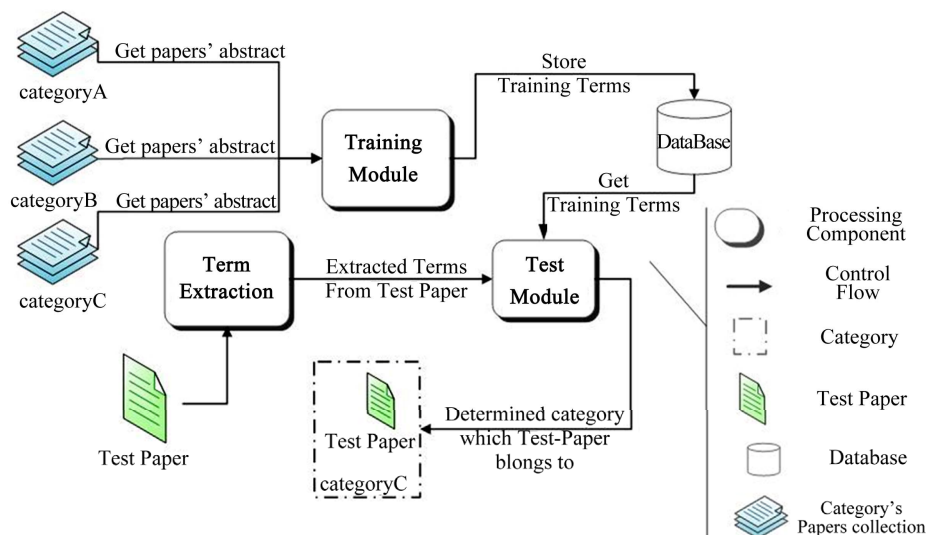 Get papers’ abstract
categoryA
Get papers’ abstract
categoryB
Get papers’ abstract
categoryC
Training
Module
Store
Training Terms
DataBase
Get
Training Terms
Term
Extraction
Extracted Terms
From Test Paper
Test
Module
Test Paper
Test Paper
categoryC
Determined category
which Test-Paper
blongs to
Processing
Component
Control
Flow
Category
Test Paper
Database
Category’s
Papers collection